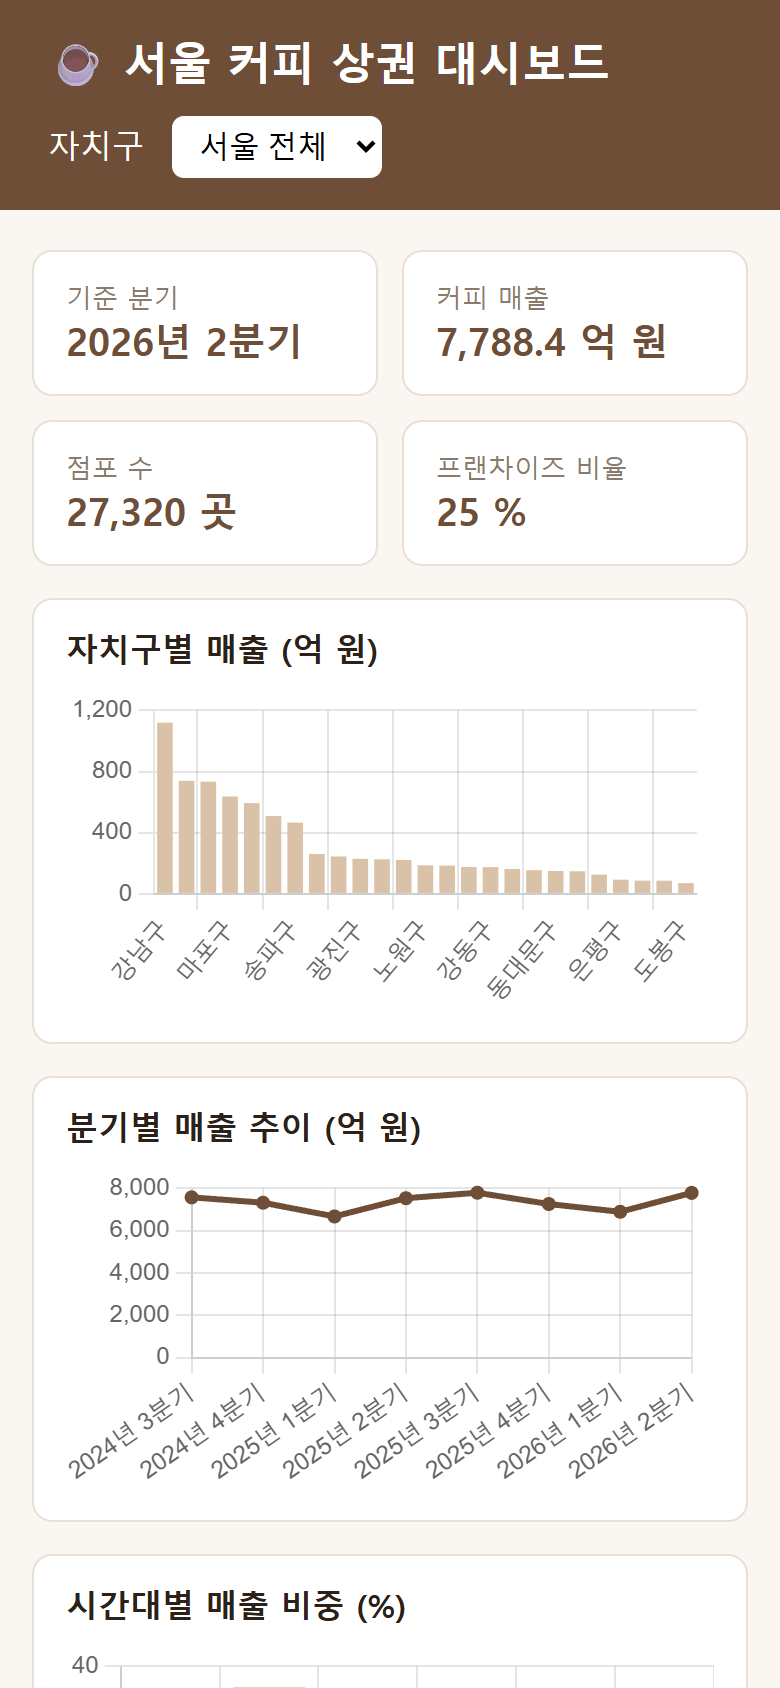 서울 커피 상권 대시보드
자치구 서울 전체
기준 분기
2026년 2분기
커피 매출
7,788.4 억 원
점포 수
27,320 곳
프랜차이즈 비율
25 %
자치구별 매출 (억 원)
1,200
800
400
0
강남구
마포구
송파구
광진구
노원구
강동구
동대문구
은평구
도봉구
분기별 매출 추이 (억 원)
8,000
6,000
4,000
2,000
0
2024년 3분기
2024년 4분기
2025년 1분기
2025년 2분기
2025년 3분기
2025년 4분기
2026년 1분기
2026년 2분기
시간대별 매출 비중 (%)
40